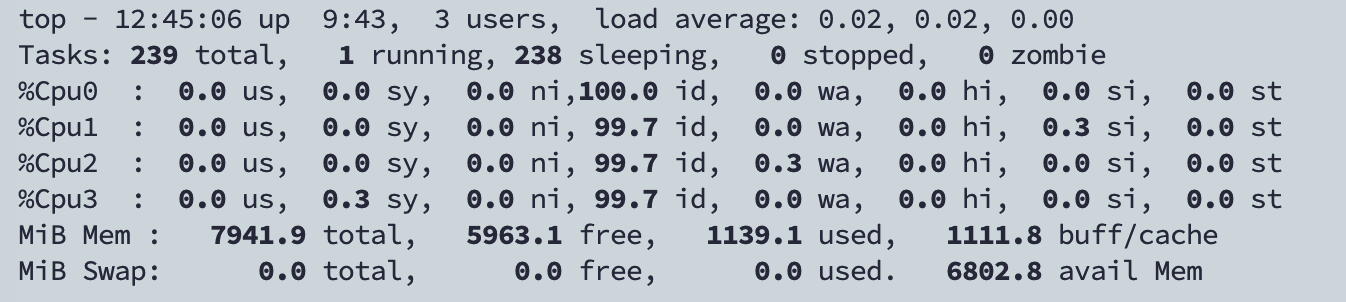 top - 12:45:06 up  9:43,  3 users,  load average: 0.02, 0.02, 0.00
Tasks: 239 total,   1 running, 238 sleeping,   0 stopped,   0 zombie
%Cpu0  :  0.0 us,  0.0 sy,  0.0 ni,100.0 id,  0.0 wa,  0.0 hi,  0.0 si,  0.0 st
%Cpu1  :  0.0 us,  0.0 sy,  0.0 ni, 99.7 id,  0.0 wa,  0.0 hi,  0.3 si,  0.0 st
%Cpu2  :  0.0 us,  0.0 sy,  0.0 ni, 99.7 id,  0.3 wa,  0.0 hi,  0.0 si,  0.0 st
%Cpu3  :  0.0 us,  0.3 sy,  0.0 ni, 99.7 id,  0.0 wa,  0.0 hi,  0.0 si,  0.0 st
MiB Mem :   7941.9 total,   5963.1 free,   1139.1 used,   1111.8 buff/cache
MiB Swap:      0.0 total,      0.0 free,      0.0 used.   6802.8 avail Mem